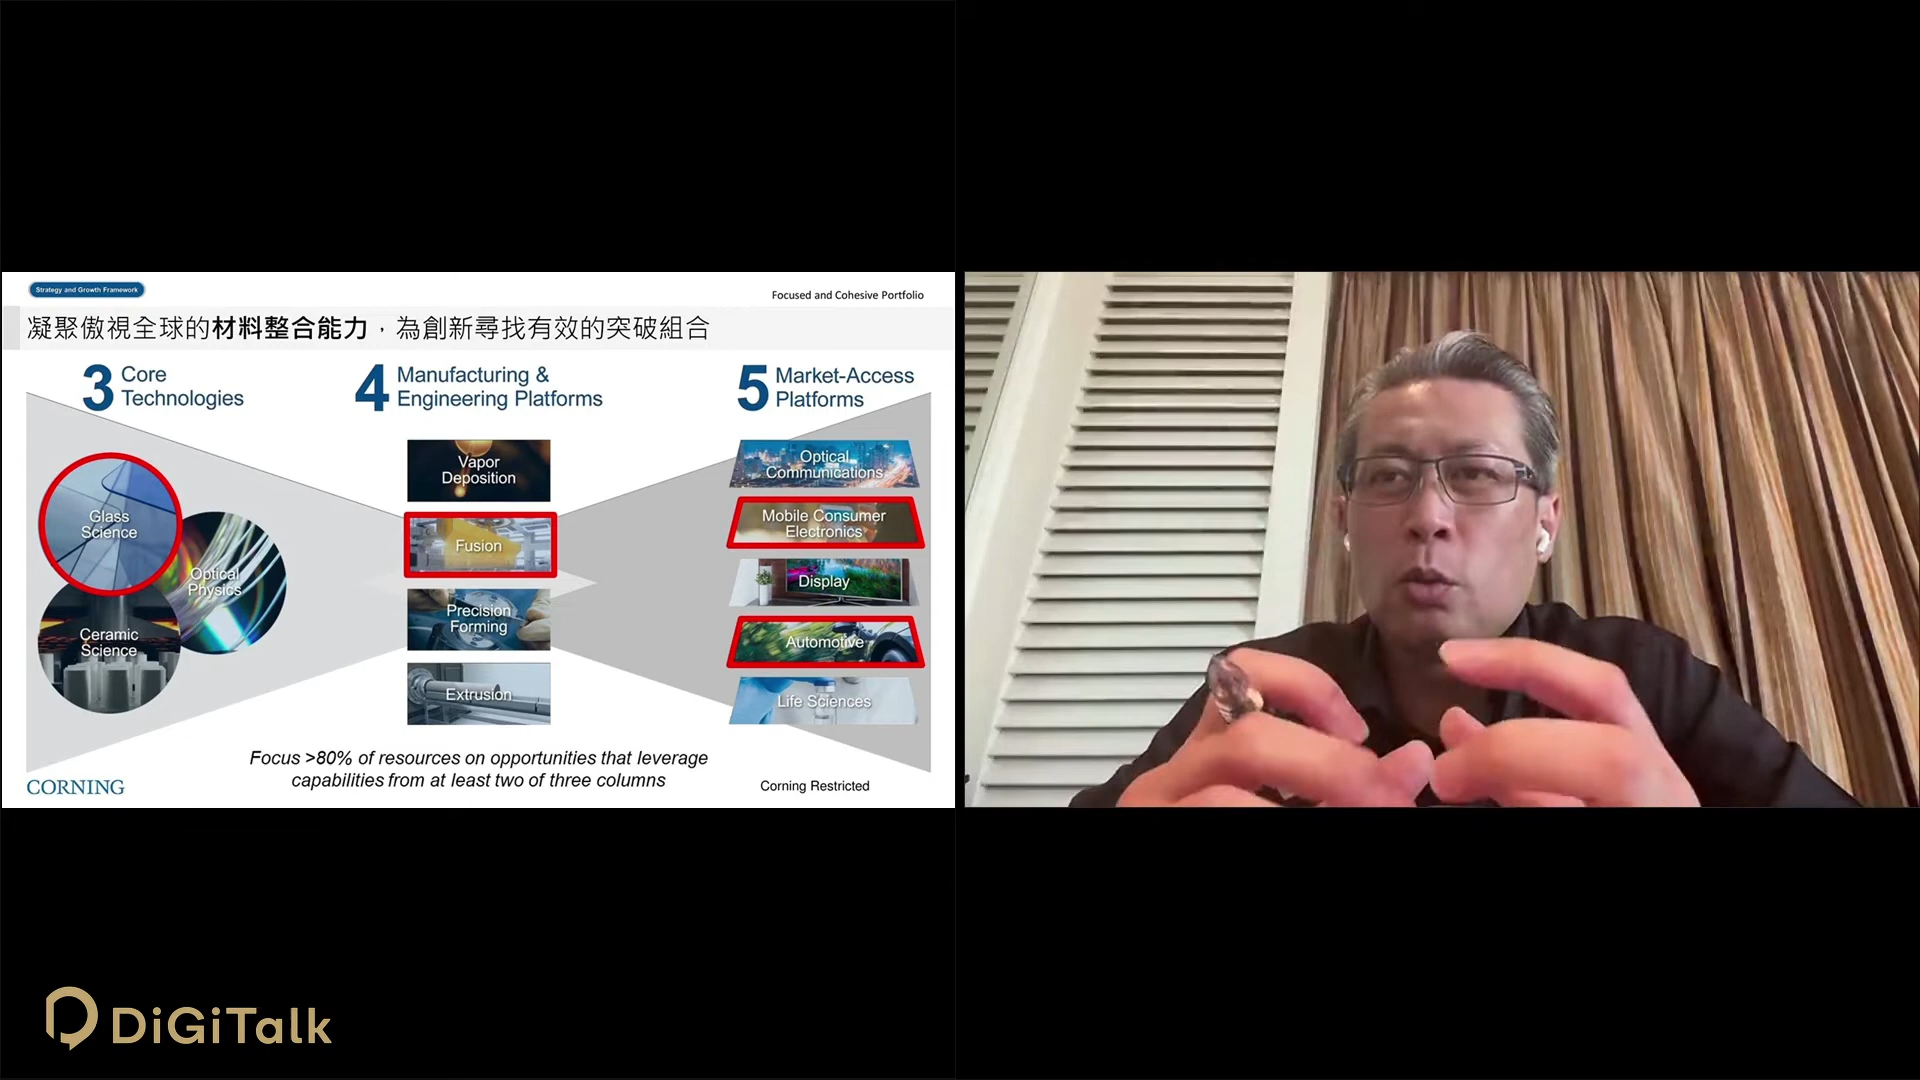 Strategy and Growth Framework
Focused and Cohesive Portfolio
凝聚傲視全球的材料整合能力，為創新尋找有效的突破組合
3 Core
Technologies
4 Manufacturing &
Engineering Platforms
5 Market-Access
Platforms
Glass
Science
Optical
Physics
Ceramic
Science
Vapor
Deposition
Fusion
Precision
Forming
Extrusion
Optical
Communications
Mobile Consumer
Electronics
Display
Automotive
Life Sciences
Focus >80% of resources on opportunities that leverage
capabilities from at least two of three columns
CORNING
Corning Restricted
DiGiTalk